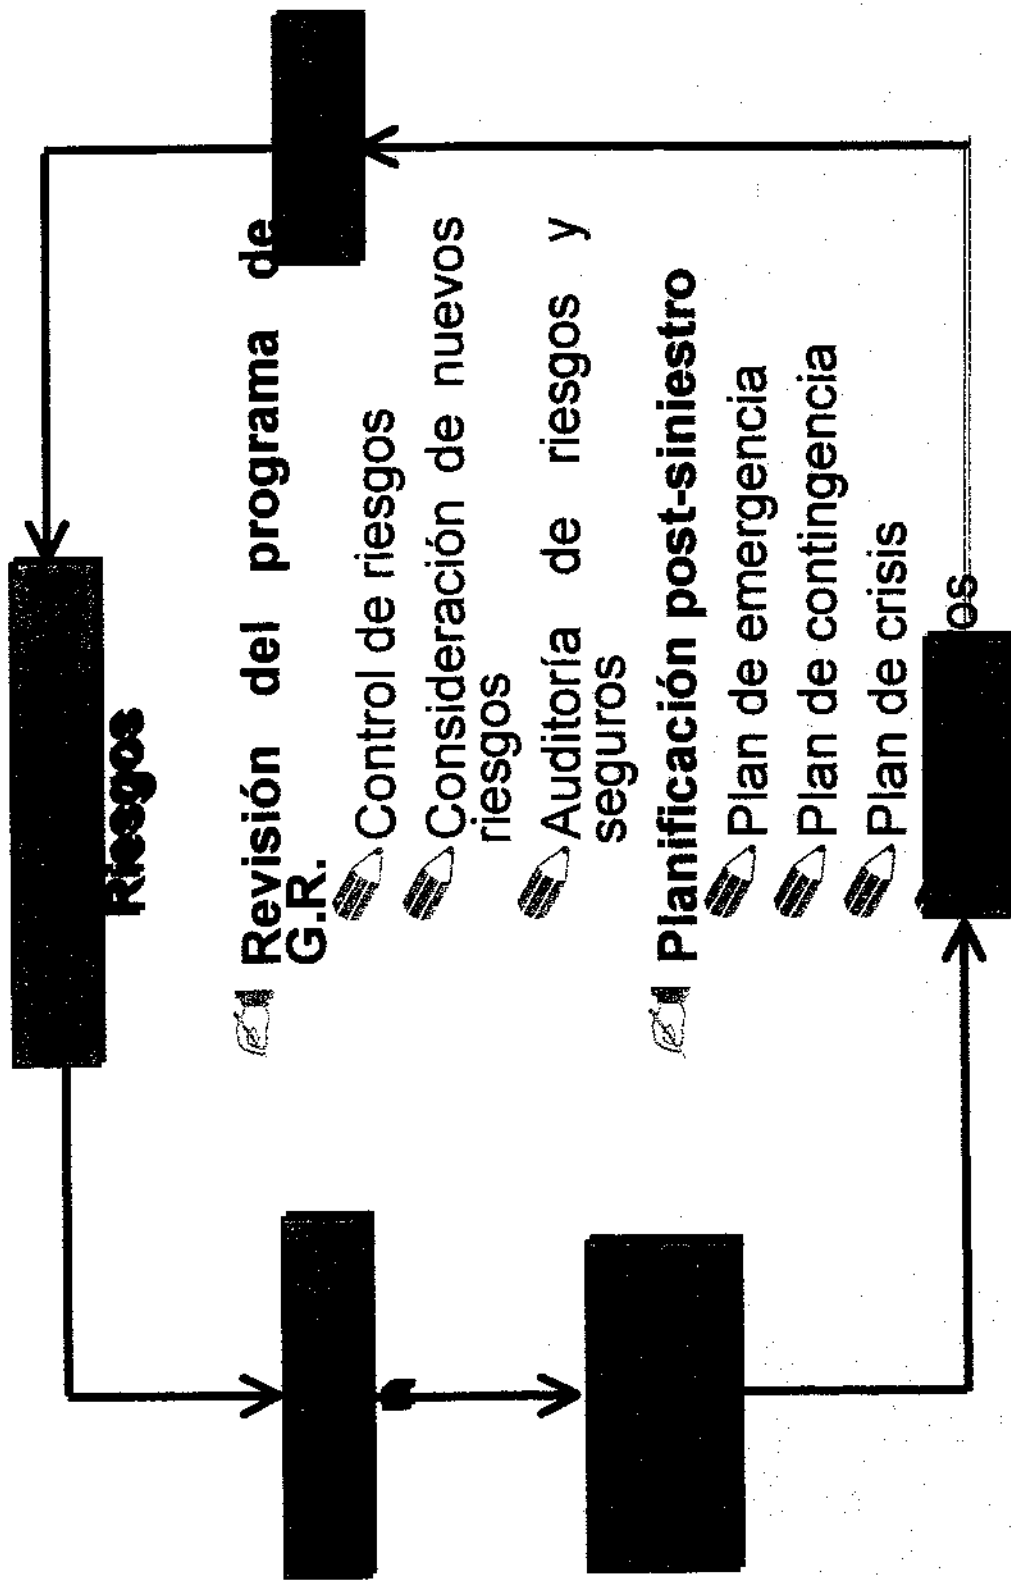 Riesgos
Revisión del programa de
G.R.
Control de riesgos
Consideración de nuevos
riesgos
Auditoría de riesgos y
seguros
Planificación post-siniestro
Plan de emergencia
Plan de contingencia
Plan de crisis
os